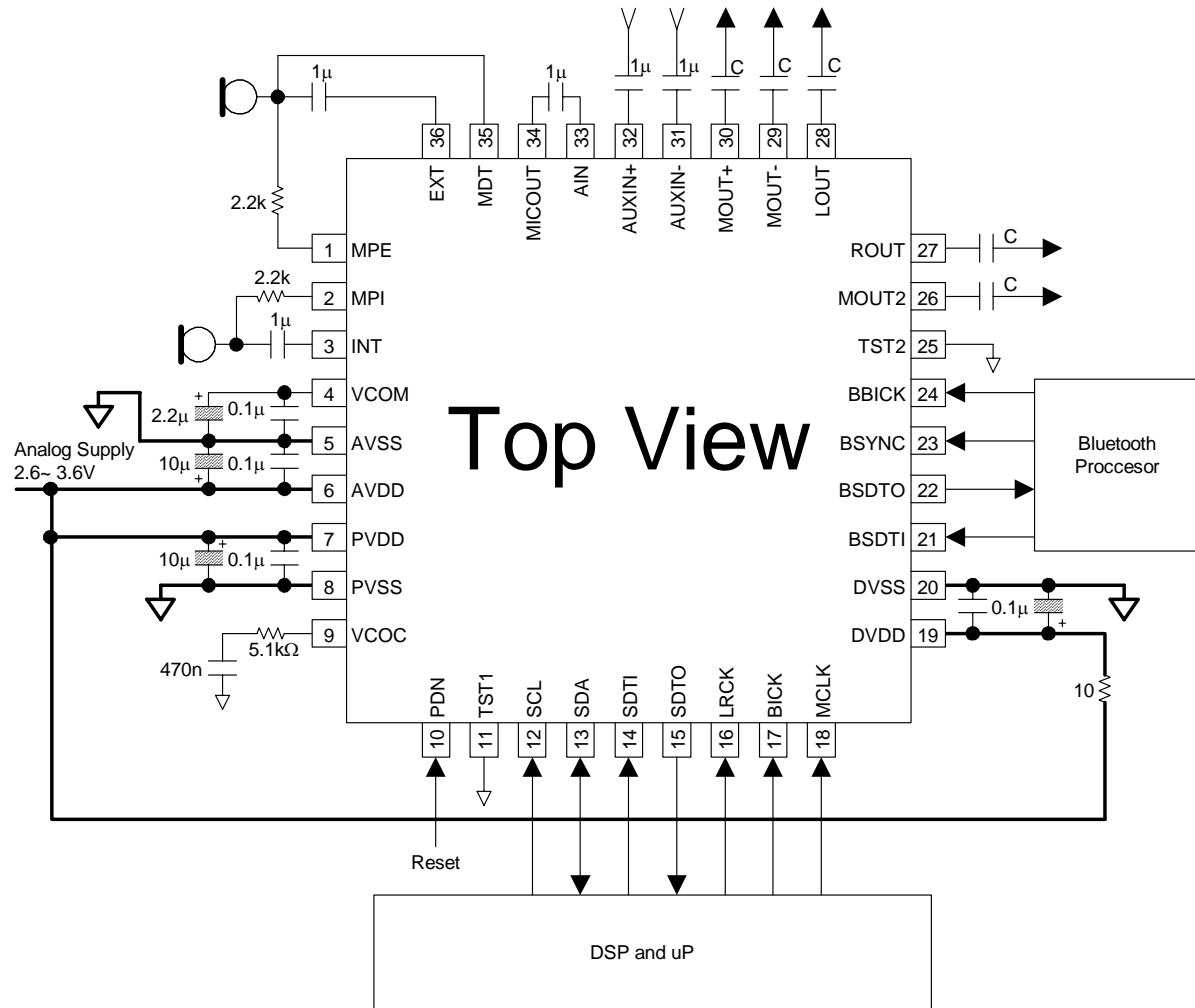 1μ
1μ
1μ
1μ
C
C
C
36
35
34
33
32
31
30
29
28
EXT
MDT
MICOUT
AIN
AUXIN+
AUXIN-
MOUT+
MOUT-
LOUT
2.2k
1 MPE
2.2k
2 MPI
1μ
3 INT
+
2.2μ 0.1μ
4 VCOM
5 AVSS
Analog Supply
2.6~ 3.6V
10μ 0.1μ
+
6 AVDD
7 PVDD
+
10μ 0.1μ
8 PVSS
9 VCOC
5.1kΩ
470n
Top View
ROUT 27 C
MOUT2 26 C
TST2 25
BBICK 24
BSYNC 23
BSDTO 22
BSDTI 21
Bluetooth
Proccesor
DVSS 20
0.1μ
+
DVDD 19
10
PDN
TST1
SCL
SDA
SDTI
SDTO
LRCK
BICK
MCLK
10
11
12
13
14
15
16
17
18
Reset
DSP and uP